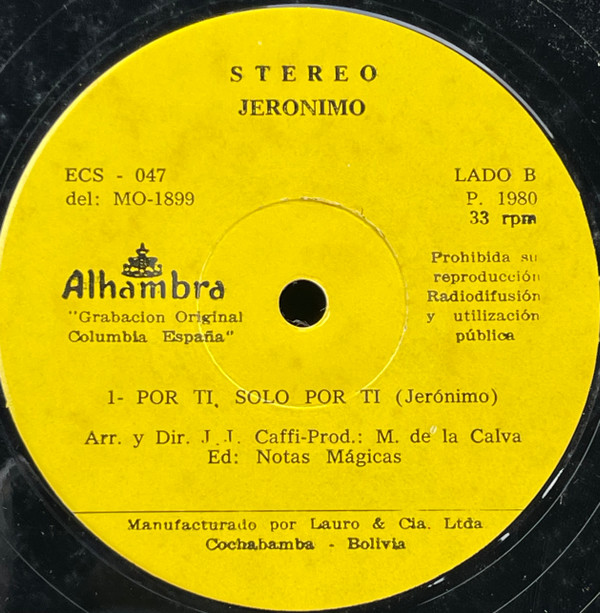 STEREO
JERONIMO
ECS - 047
del: MO-1899
LADO B
P. 1980
33 rpm
Alhambra
"Grabacion Original
Columbia España"
Prohibida su
reproducción
Radiodifusión
y utilización
pública
1- POR TI, SOLO POR TI (Jerónimo)
Arr. y Dir. J.J. Caffi-Prod.: M. de la Calva
Ed: Notas Mágicas
Manufacturado por Lauro & Cia. Ltda
Cochabamba - Bolivia